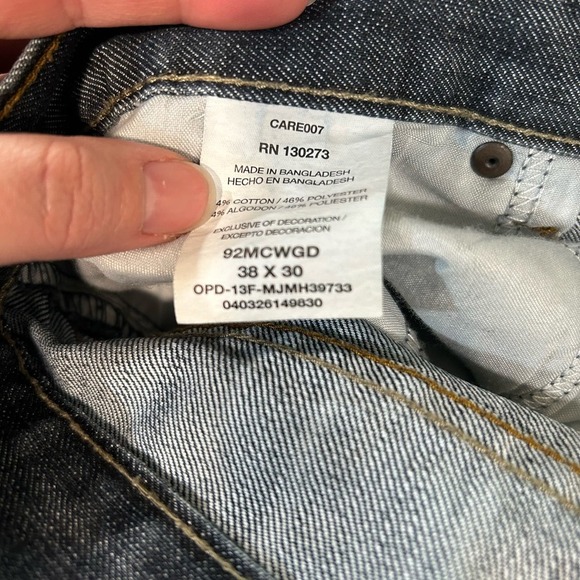 CARE007
RN 130273
MADE IN BANGLADESH
HECHO EN BANGLADESH
4% COTTON / 46% POLYESTER
4% ALGODON / 46% POLIESTER
EXCLUSIVE OF DECORATION /
EXCEPTO DECORACION
92MCWGD
38 X 30
OPD-13F-MJMH39733
040326149830